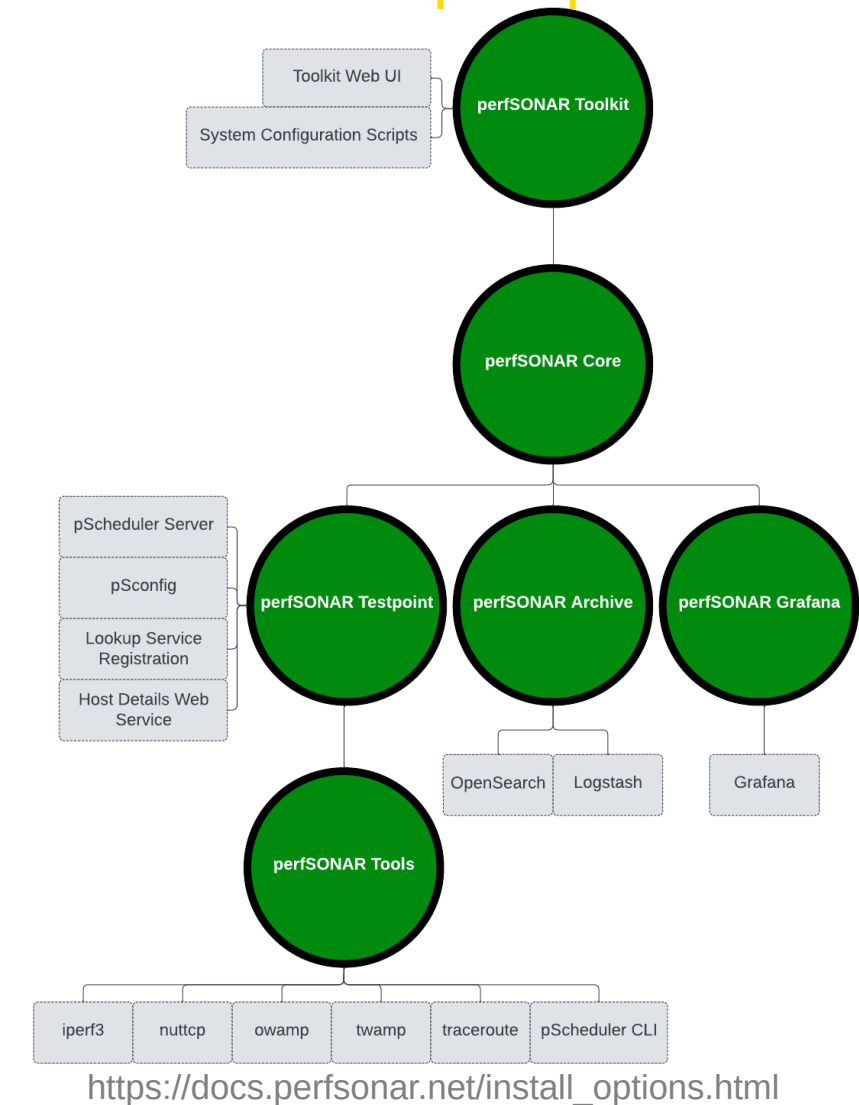 Toolkit Web UI
perfSONAR Toolkit
System Configuration Scripts
perfSONAR Core
pScheduler Server
pSconfig
Lookup Service
Registration
Host Details Web
Service
perfSONAR Testpoint
perfSONAR Archive
perfSONAR Grafana
OpenSearch
Logstash
Grafana
perfSONAR Tools
iperf3
nuttcp
owamp
twamp
traceroute
pScheduler CLI
https://docs.perfsonar.net/install_options.html